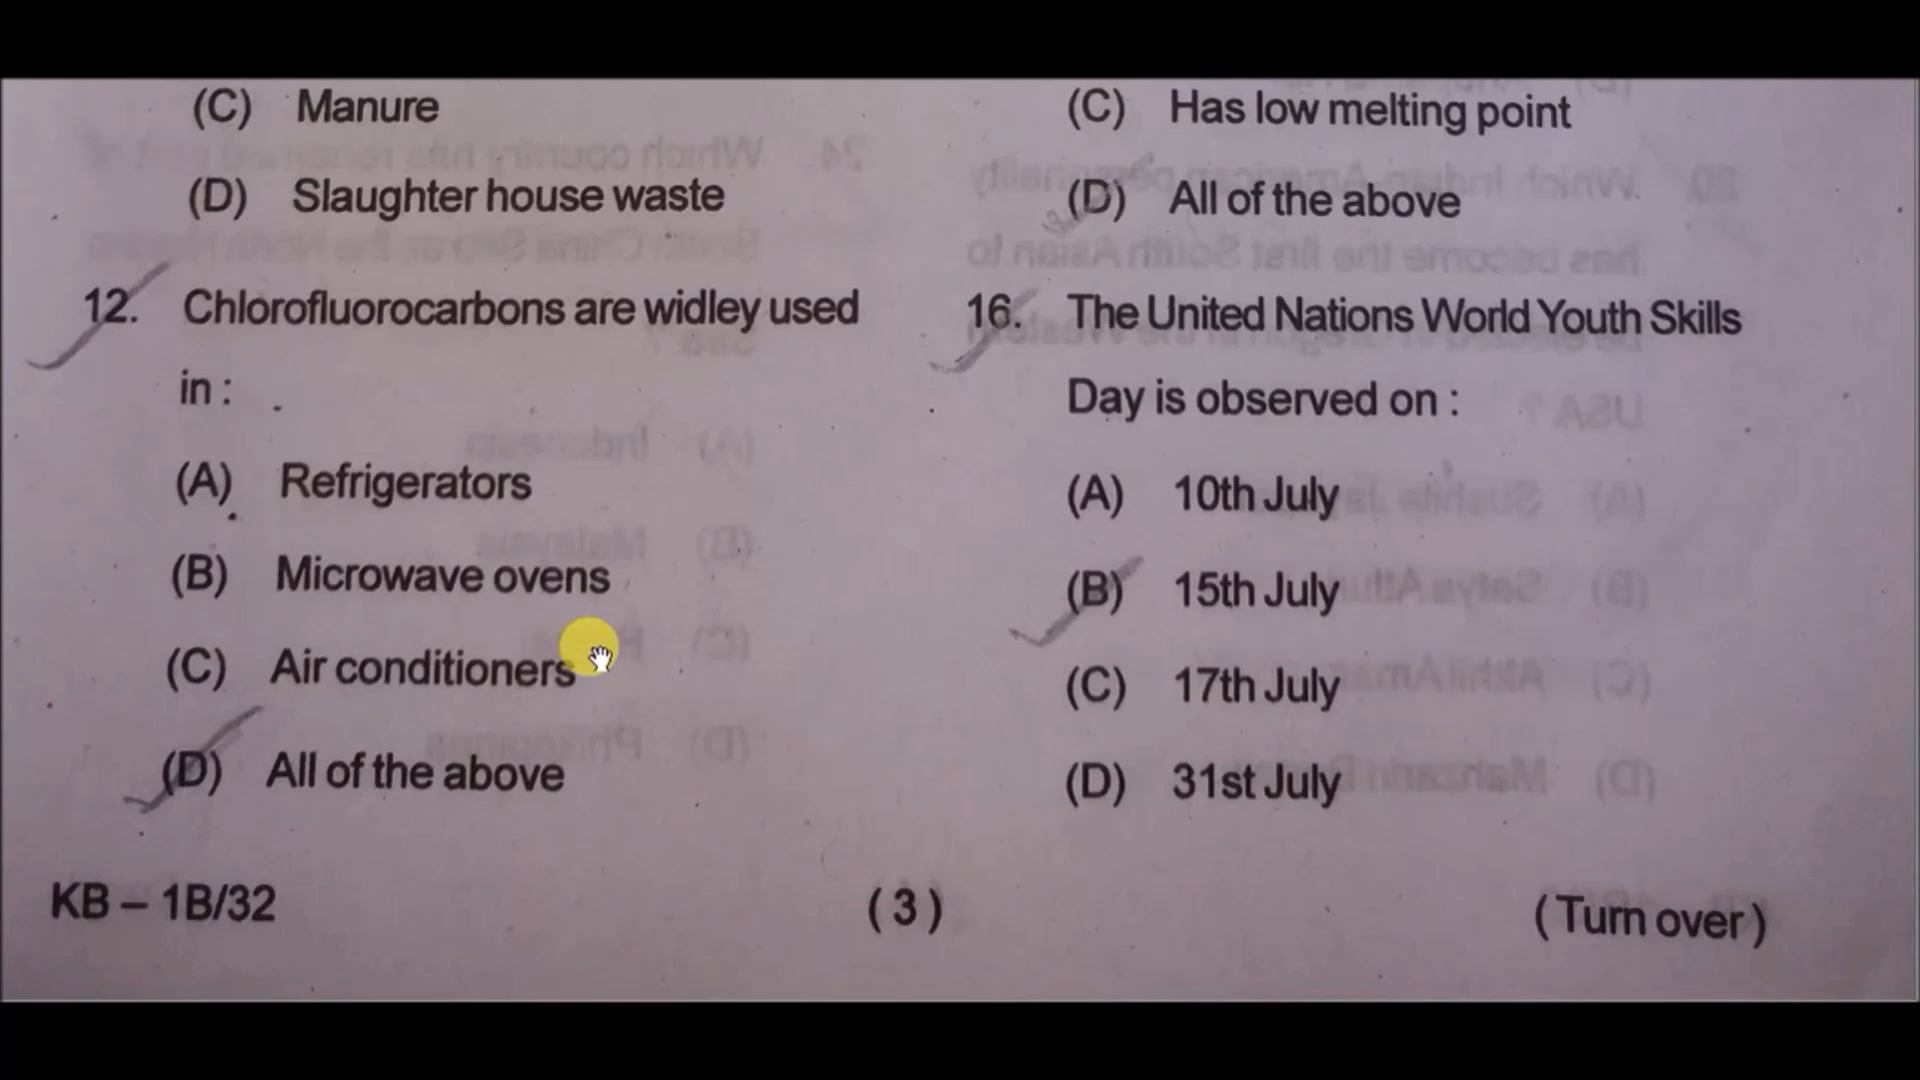 (C) Manure
(D) Slaughter house waste
12. Chlorofluorocarbons are widley used
in :
(A) Refrigerators
(B) Microwave ovens
(C) Air conditioners
(D) All of the above
(C) Has low melting point
(D) All of the above
16. The United Nations World Youth Skills
Day is observed on :
(A) 10th July
(B) 15th July
(C) 17th July
(D) 31st July
KB – 1B/32
( 3 )
( Turn over )